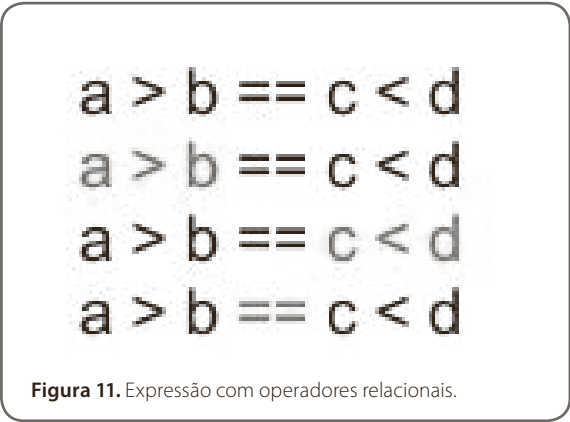 a > b == c < d
a > b == c < d
a > b == c < d
a > b == c < d
Figura 11. Expressão com operadores relacionais.